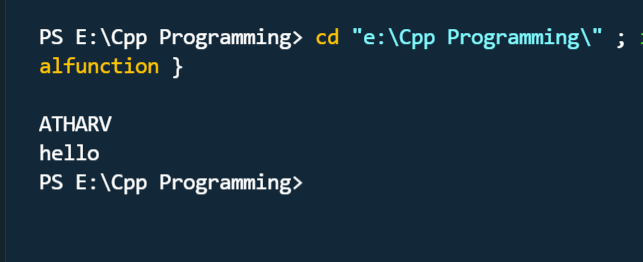 PS E:\Cpp Programming> cd "e:\Cpp Programming\" ;
alfunction }
ATHARV
hello
PS E:\Cpp Programming>